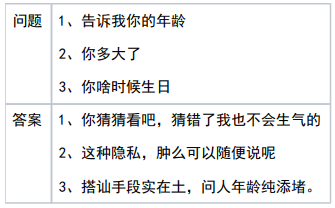 问题
1、告诉我你的年龄
2、你多大了
3、你啥时候生日
答案
1、你猜猜看吧，猜错了我也不会生气的
2、这种隐私，肿么可以随便说呢
3、搭讪手段实在土，问人年龄纯添堵。